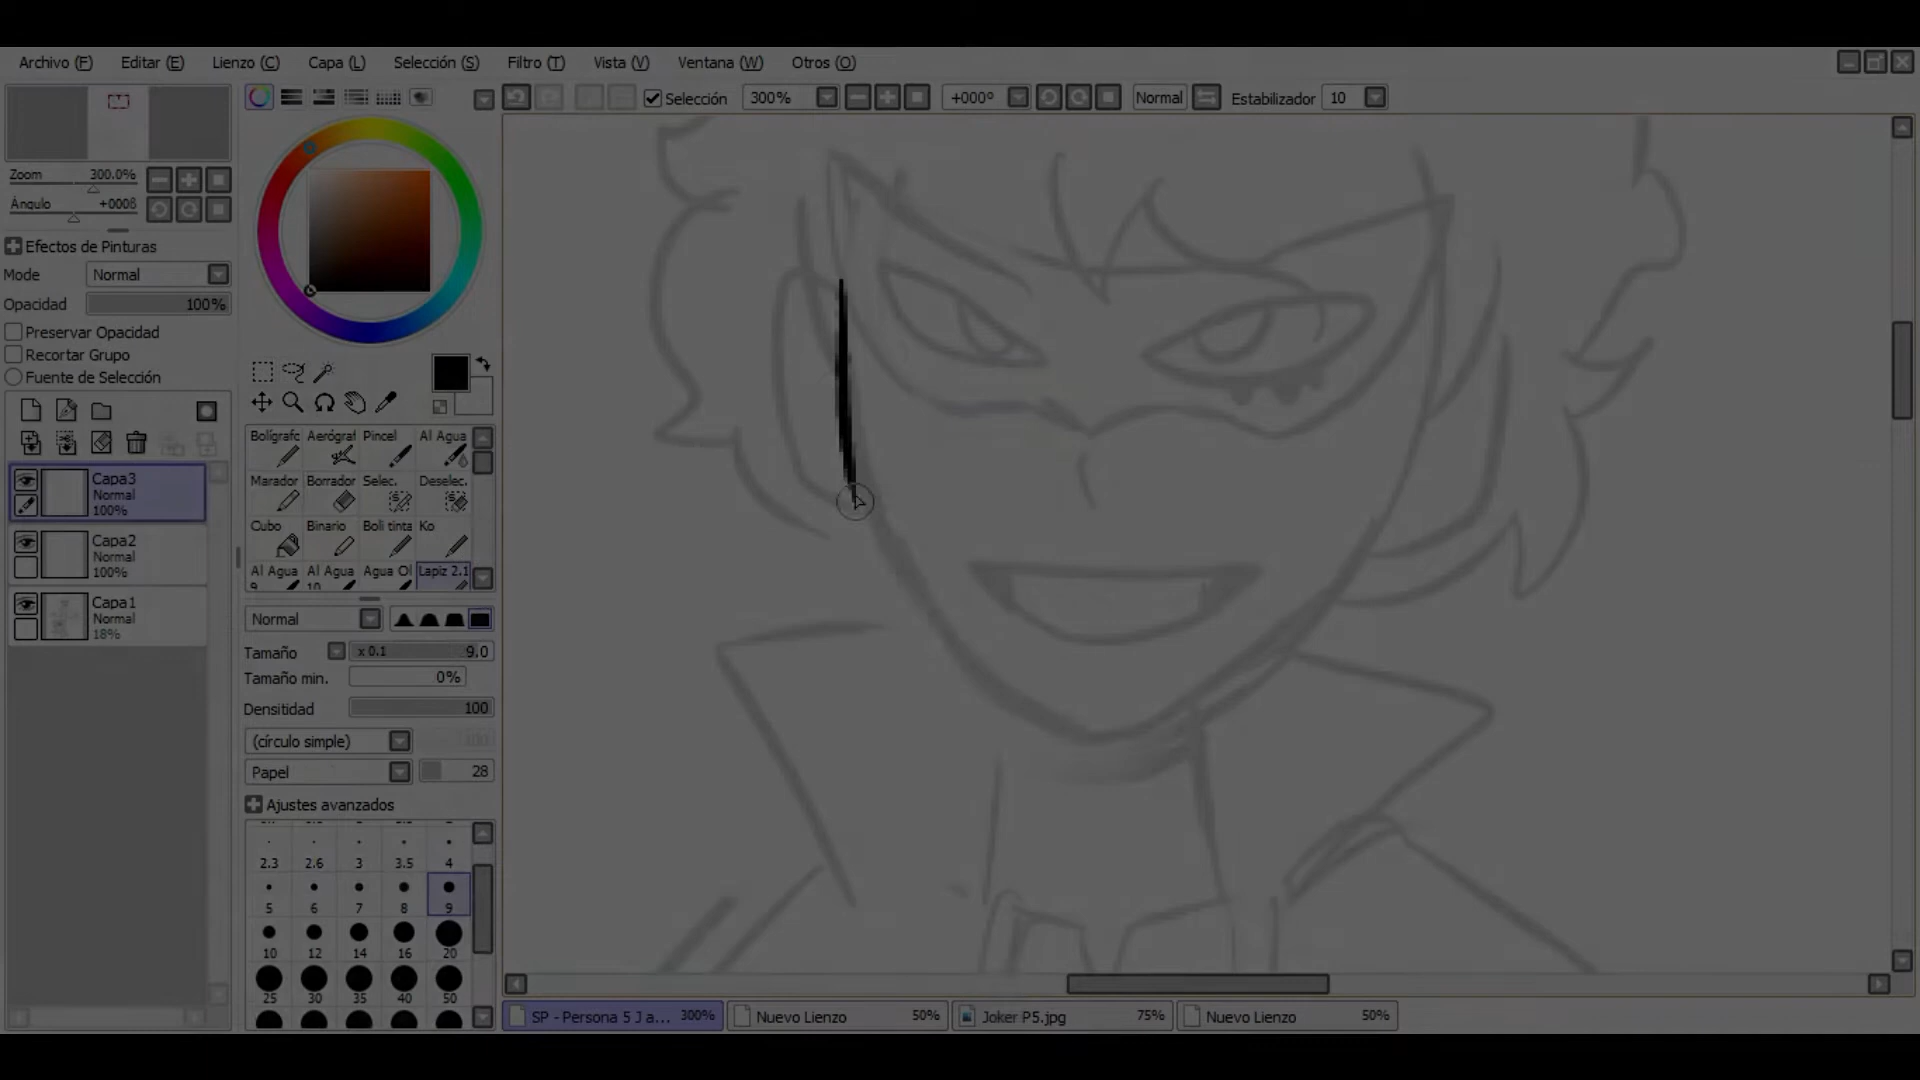 Archivo (F) Editar (E) Lienzo (C) Capa (L) Selección (S) Filtro (T) Vista (V) Ventana (W) Otros (O)
Selección 300% +000º Normal Estabilizador 10
Zoom 300.0%
Ángulo +000ß
Efectos de Pinturas
Mode Normal
Opacidad 100%
Preservar Opacidad
Recortar Grupo
Fuente de Selección
Capa3
Normal
100%
Capa2
Normal
100%
Capa1
Normal
18%
Bolígrafc Aerógraf Pincel Al Agua
Marador Borrador Selec. Deselec.
Cubo Binario Boli tinta Ko
Al Agua Al Agua Agua Ol Lapiz 2.1
9 10
Normal
Tamaño x 0.1 9.0
Tamaño min. 0%
Densitidad 100
(círculo simple)
Papel 28
Ajustes avanzados
2.3 2.6 3 3.5 4
5 6 7 8 9
10 12 14 16 20
25 30 35 40 50
SP - Persona 5 J a... 300% Nuevo Lienzo 50% Joker P5.jpg 75% Nuevo Lienzo 50%